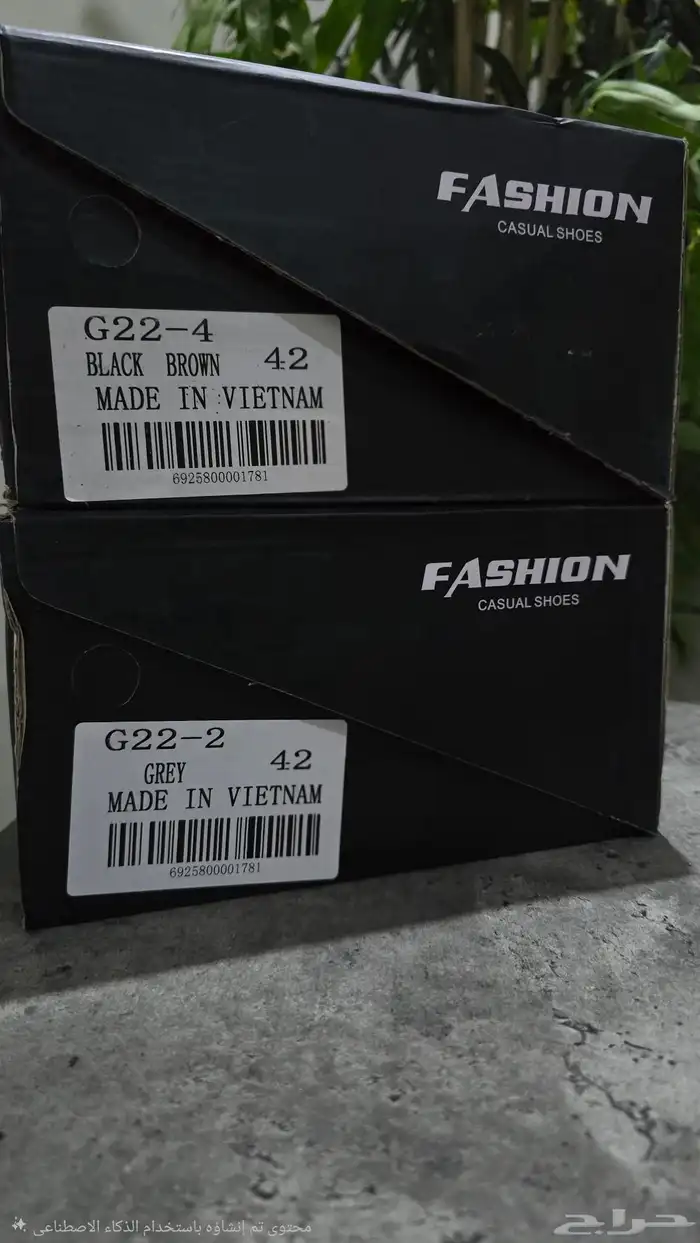 FASHION
CASUAL SHOES
G22-4
BLACK BROWN 42
MADE IN VIETNAM
6925800001781
FASHION
CASUAL SHOES
G22-2
GREY 42
MADE IN VIETNAM
6925800001781
محتوى تم إنشاؤه باستخدام الذكاء الاصطناعي
حراج